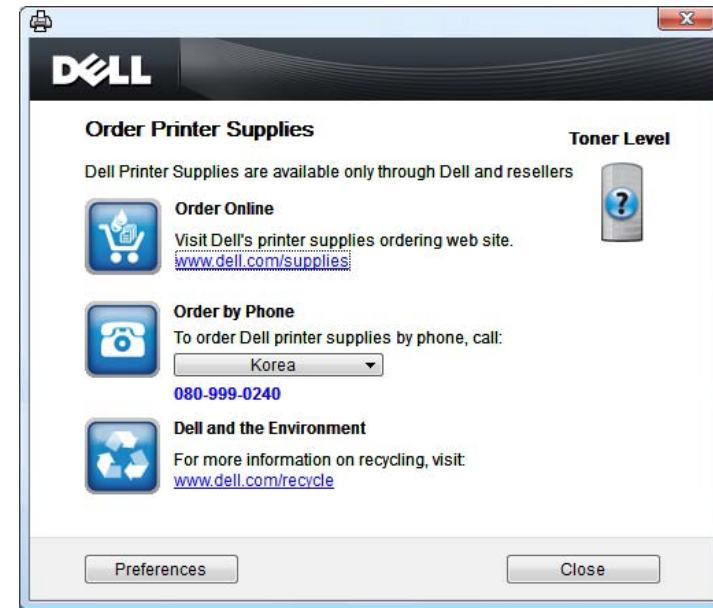 DELL
Order Printer Supplies
Toner Level
Dell Printer Supplies are available only through Dell and resellers
?
Order Online
Visit Dell's printer supplies ordering web site.
www.dell.com/supplies
Order by Phone
To order Dell printer supplies by phone, call:
Korea
080-999-0240
Dell and the Environment
For more information on recycling, visit:
www.dell.com/recycle
Preferences
Close